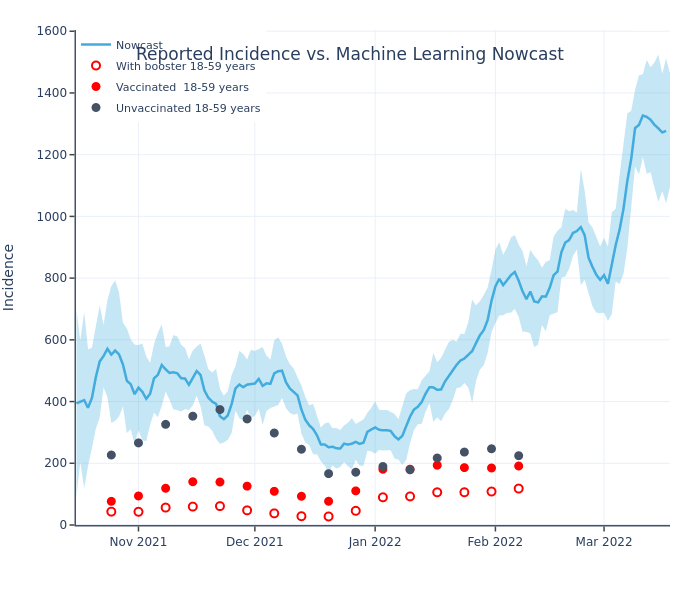 Reported Incidence vs. Machine Learning Nowcast
Nowcast
With booster 18-59 years
Vaccinated 18-59 years
Unvaccinated 18-59 years
Incidence
1600
1400
1200
1000
800
600
400
200
0
Nov 2021
Dec 2021
Jan 2022
Feb 2022
Mar 2022